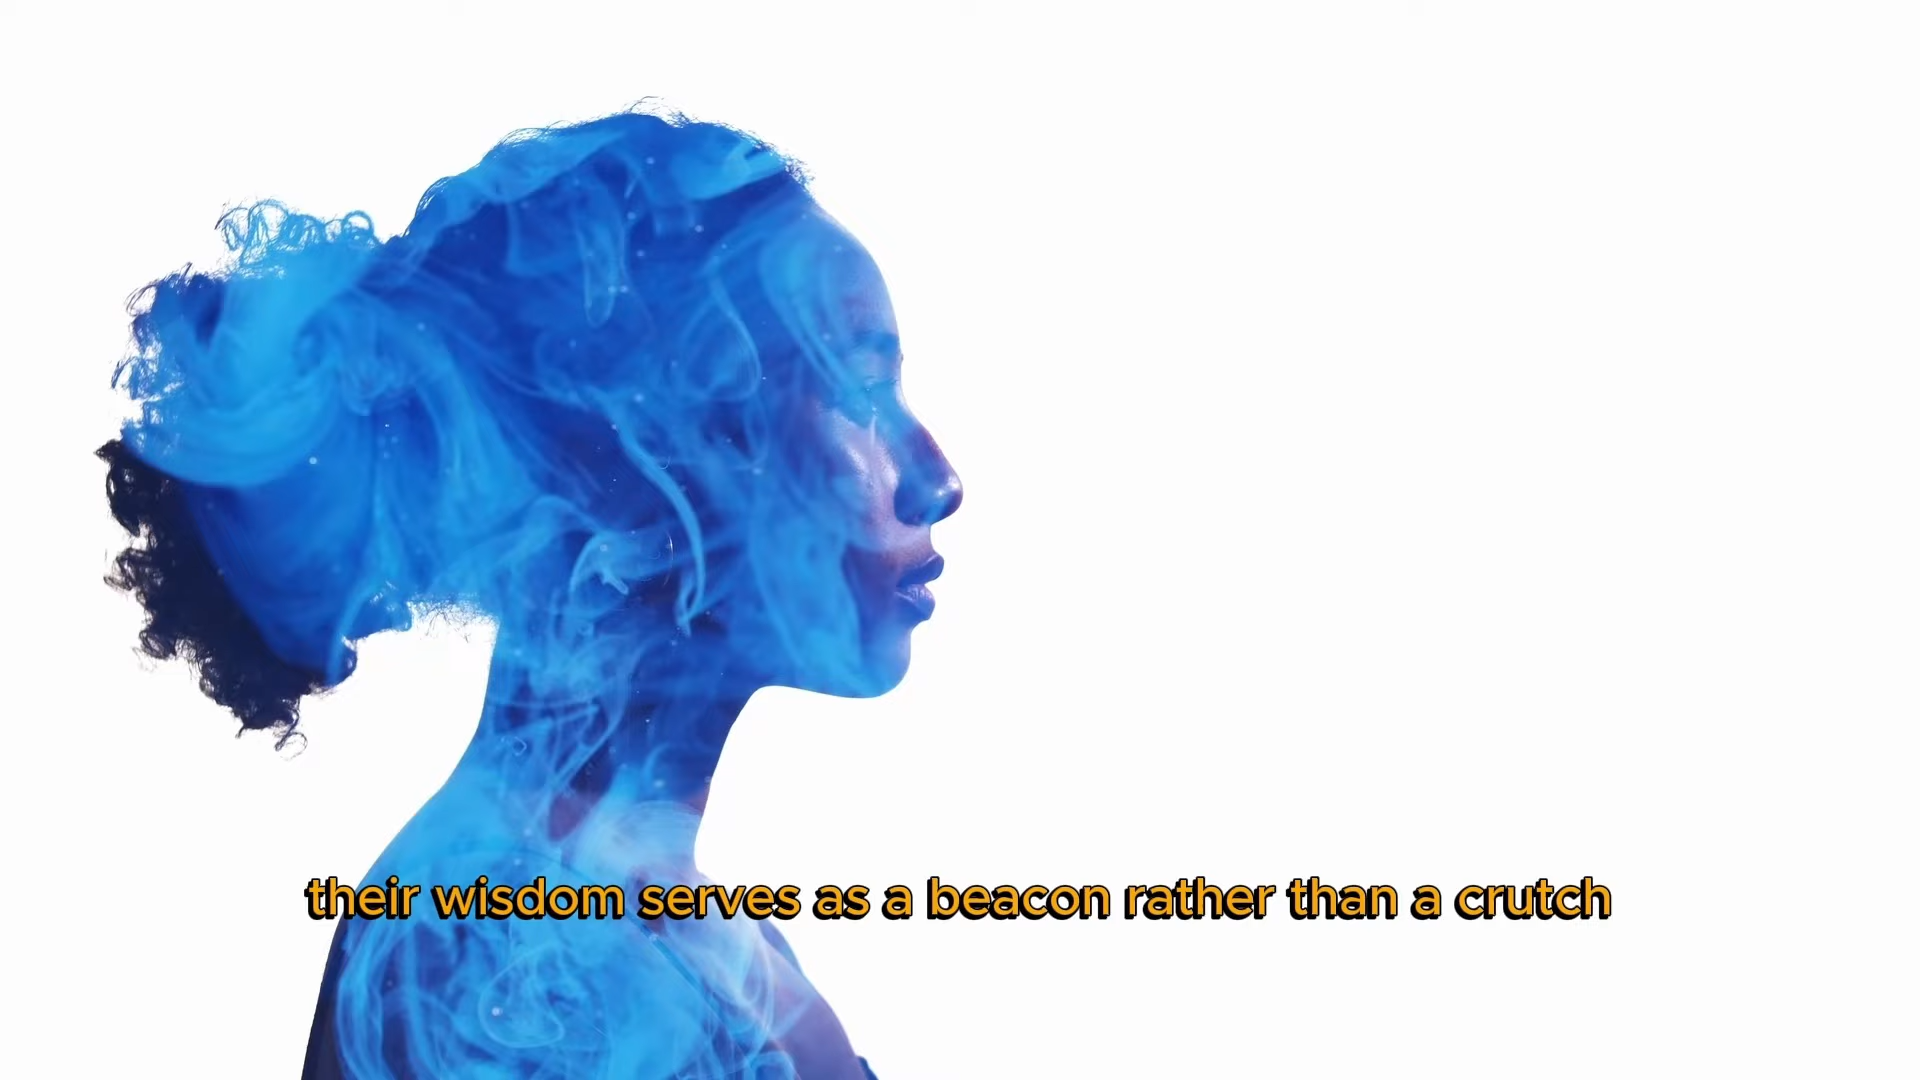 their wisdom serves as a beacon rather than a crutch